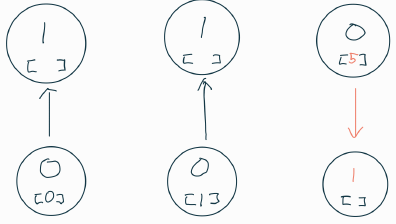 1 1 0
[ ] [ ] [5]
0 0 1
[0] [1] [ ]